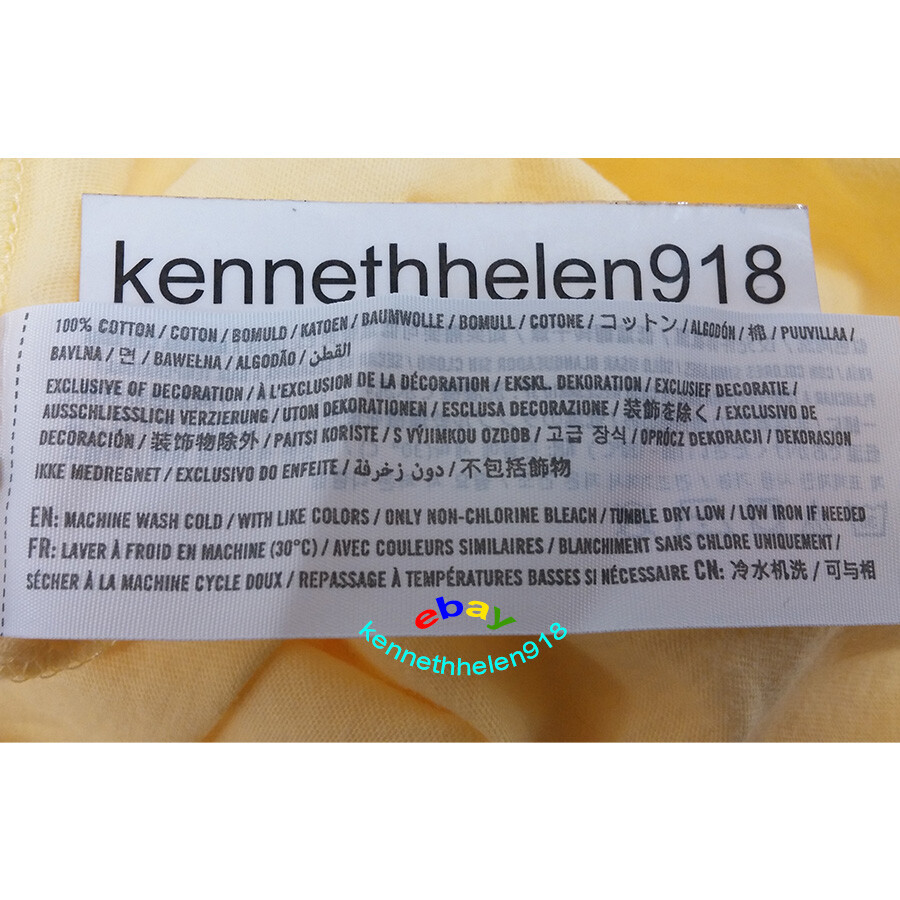 kennethhelen918
100% COTTON / COTON / BOMULD / KATOEN / BAUMWOLLE / BOMULL / COTONE / コットン / ALGODÓN / 棉 / PUUVILLAA /
BAVLNA / 면 / BAWEŁNA / ALGODÃO / القطن
EXCLUSIVE OF DECORATION / À L'EXCLUSION DE LA DÉCORATION / EKSKL. DEKORATION / EXCLUSIEF DECORATIE /
AUSSCHLIESSLICH VERZIERUNG / UTOM DEKORATIONEN / ESCLUSA DECORAZIONE / 装飾を除く / EXCLUSIVO DE
DECORACIÓN / 装饰物除外 / PAITSI KORISTE / S VÝJIMKOU OZDOB / 고급 장식 / OPRÓCZ DEKORACJI / DEKORASJON
IKKE MEDREGNET / EXCLUSIVO DO ENFEITE / دون زخرفة / 不包括飾物
EN: MACHINE WASH COLD / WITH LIKE COLORS / ONLY NON-CHLORINE BLEACH / TUMBLE DRY LOW / LOW IRON IF NEEDED
FR: LAVER À FROID EN MACHINE (30°C) / AVEC COULEURS SIMILAIRES / BLANCHIMENT SANS CHLORE UNIQUEMENT /
SÉCHER À LA MACHINE CYCLE DOUX / REPASSAGE À TEMPÉRATURES BASSES SI NÉCESSAIRE CN: 冷水机洗 / 可与相
ebay
kennethhelen918